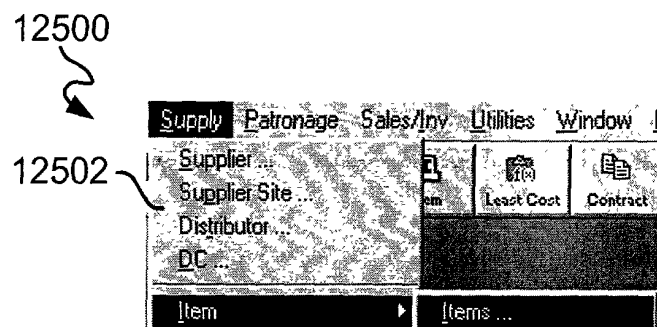 12500
Supply Patronage Sales/Inv Utilities Window
12502
Supplier ...
Supplier Site ...
Distributor ...
DC ...
Least Cost Contract
Item Items ...